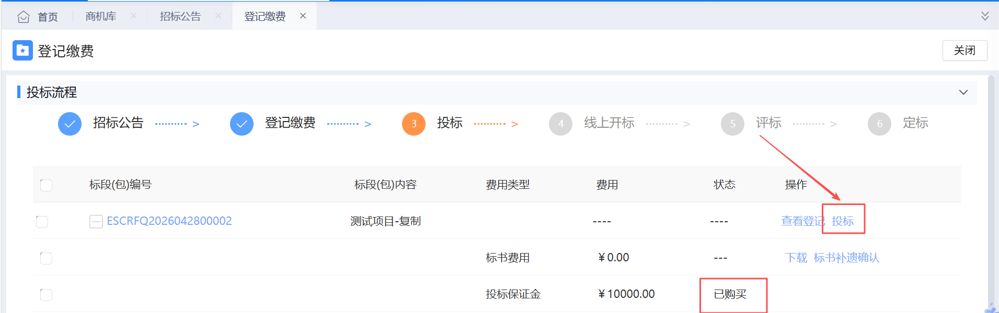 首页 商机库 招标公告 登记缴费
登记缴费 关闭
投标流程
招标公告 登记缴费 3 投标 4 线上开标 5 评标 6 定标
标段(包)编号 标段(包)内容 费用类型 费用 状态 操作
ESCRFQ2026042800002 测试项目-复制 ---- ---- 查看登记 投标
标书费用 ¥0.00 --- 下载 标书补遗确认
投标保证金 ¥10000.00 已购买